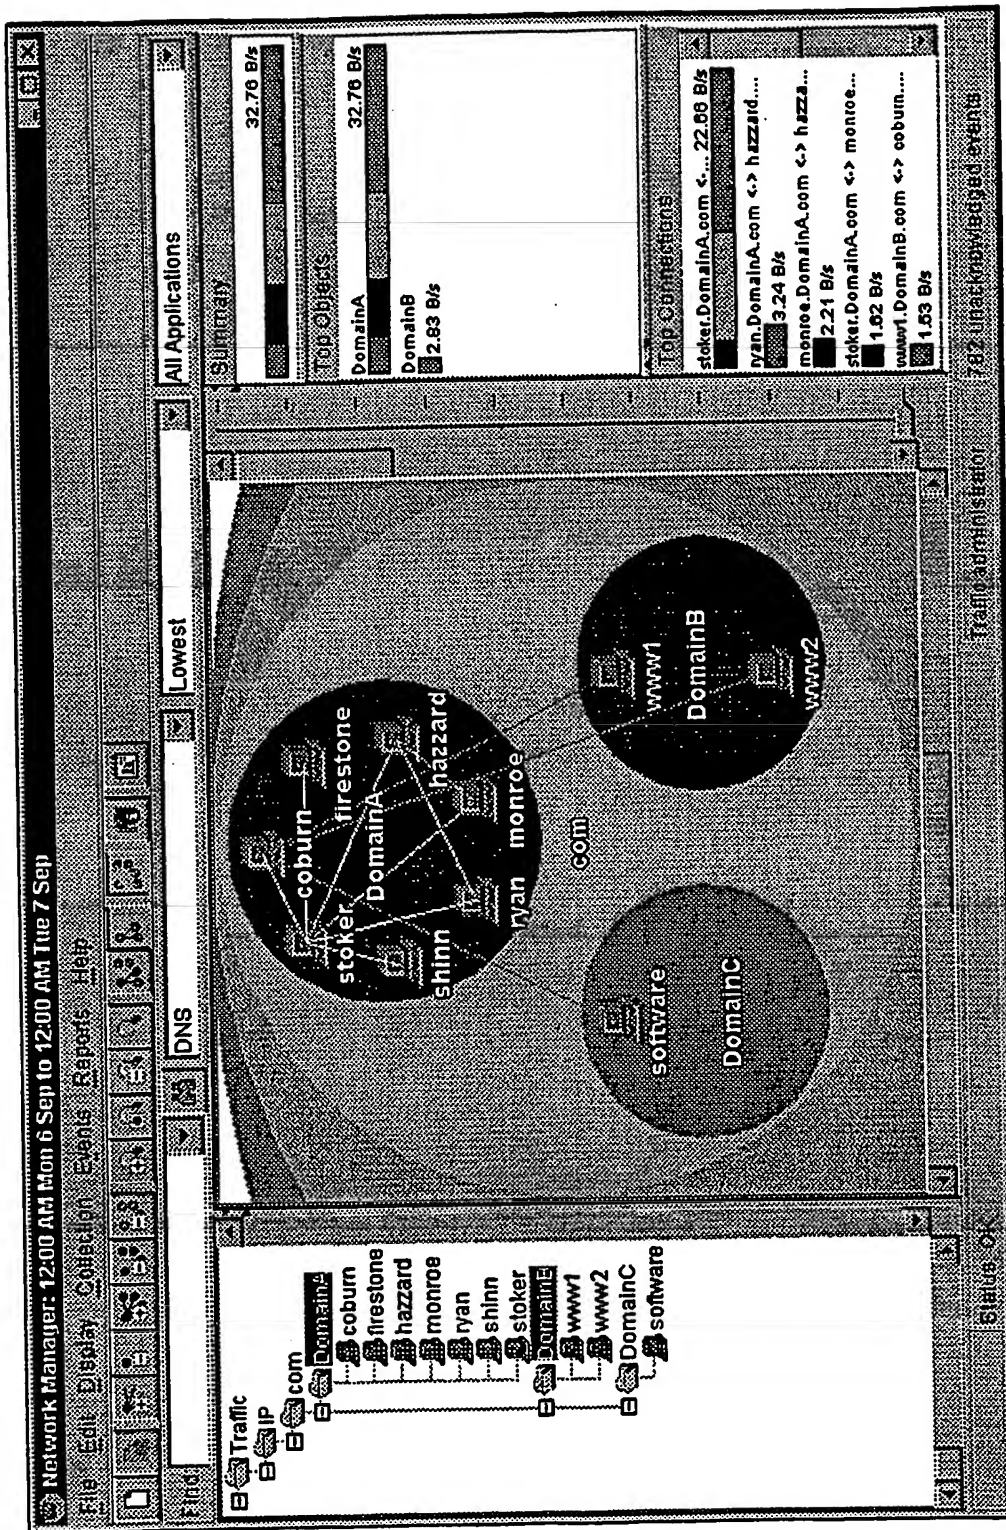 Network Manager: 12:00 AM Mon 6 Sep to 12:00 AM Tue 7 Sep
File Edit Display Collection Events Reports Help
Find:
DNS
Lowest
All Applications
Traffic
IP
com
DomainA
coburn
firestone
hazzard
monroe
ryan
shinn
stoker
DomainB
www1
www2
DomainC
software
coburn
firestone
stoker
DomainA
shinn
hazzard
ryan
monroe
com
software
DomainC
www1
DomainB
www2
Summary
32.76 B/s
Top Objects
DomainA 32.76 B/s
DomainB
2.83 B/s
Top Connections
stoker.DomainA.com <-... 22.66 B/s
ryan.DomainA.com <-> hazzard....
3.24 B/s
monroe.DomainA.com <-> hazza...
2.21 B/s
stoker.DomainA.com <-> monroe...
1.62 B/s
www1.DomainB.com <-> coburn....
1.53 B/s
Status: OK
Traffic administrator
782 unacknowledged events